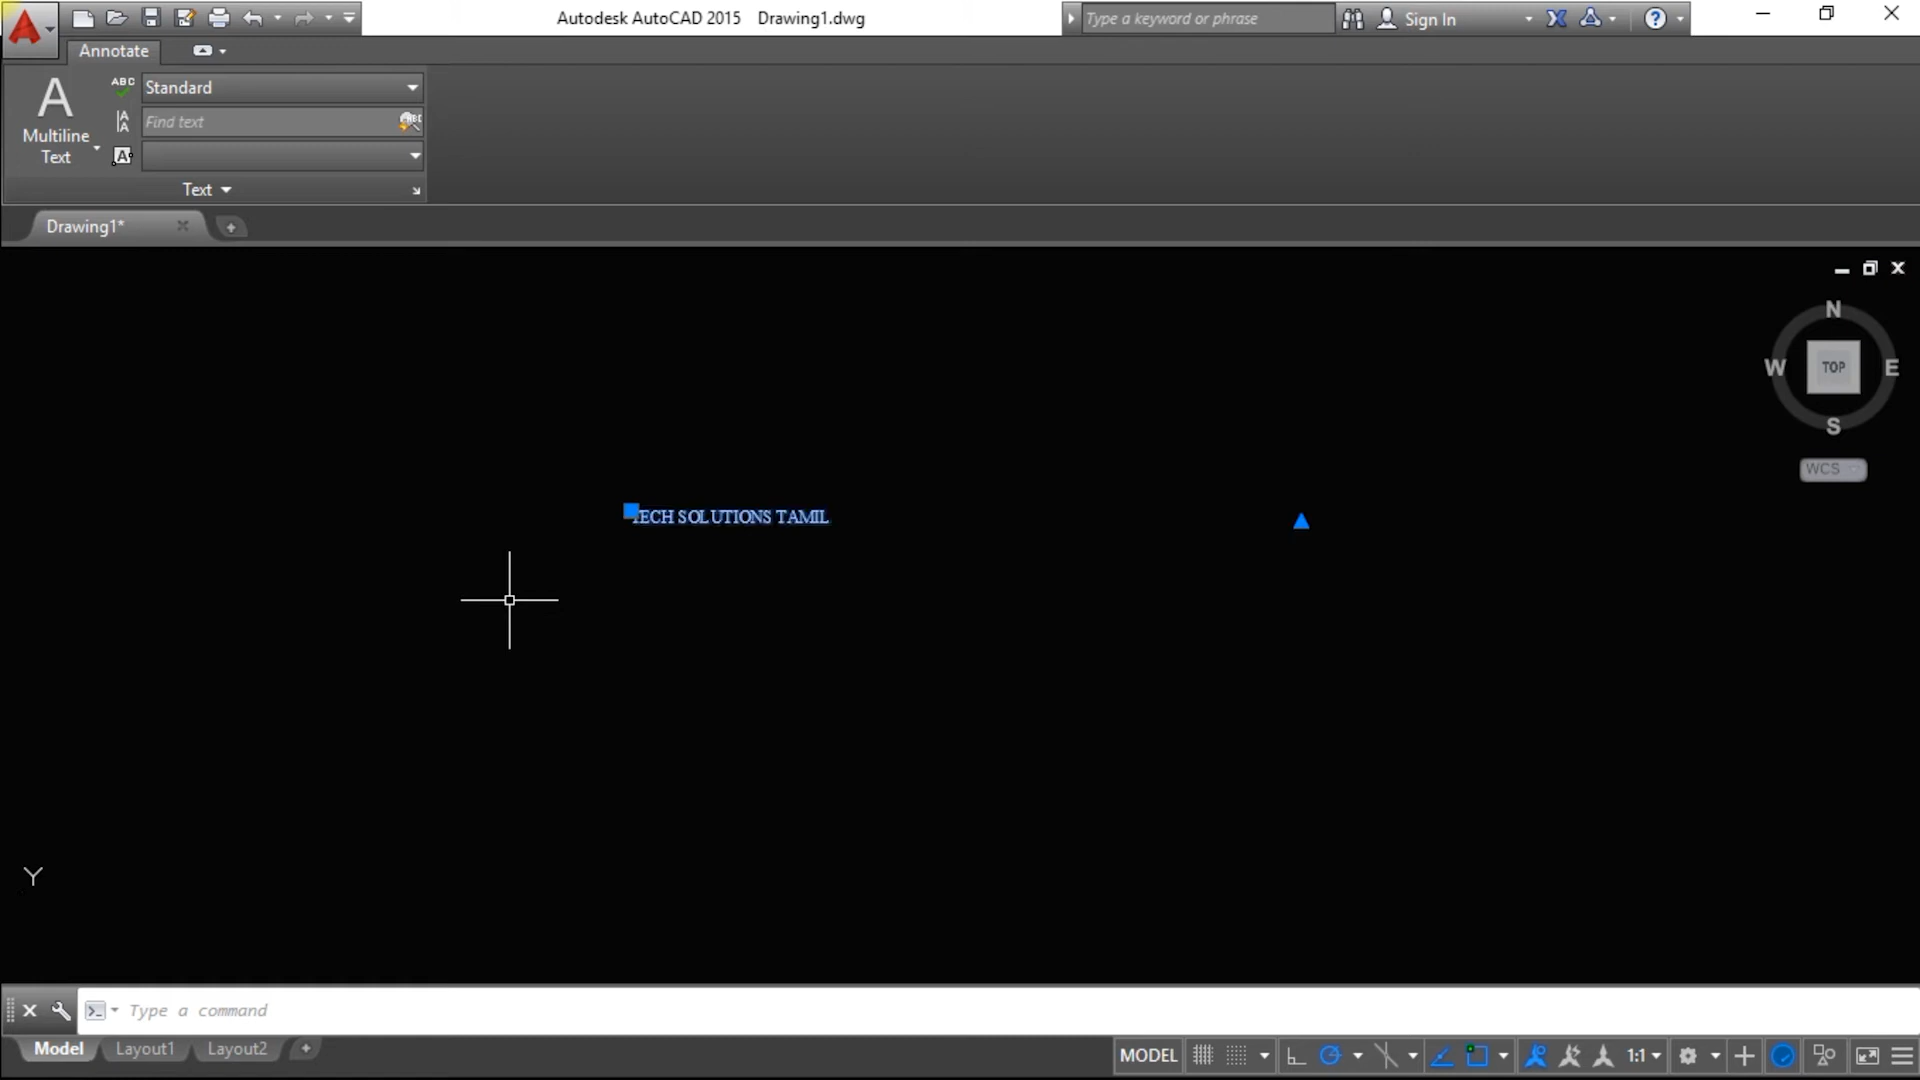 Autodesk AutoCAD 2015 Drawing1.dwg
Type a keyword or phrase
Sign In
Annotate
A
Multiline
Text
ABC
Standard
Find text
Text
Drawing1*
N
W
TOP
E
S
WCS
TECH SOLUTIONS TAMIL
Y
Type a command
Model
Layout1
Layout2
MODEL
1:1